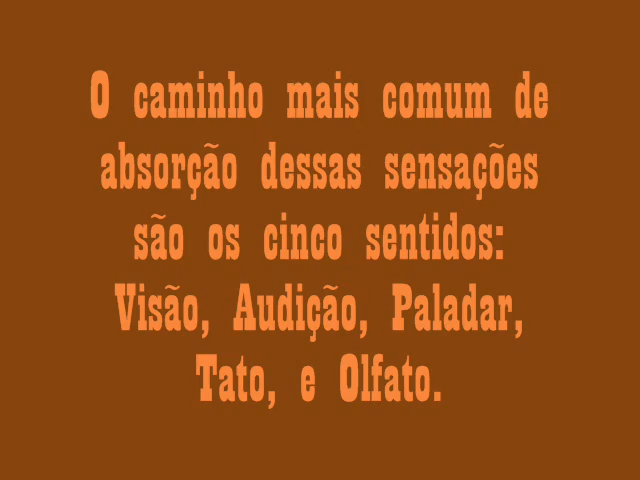 O caminho mais comum de
absorção dessas sensações
são os cinco sentidos:
Visão, Audição, Paladar,
Tato, e Olfato.